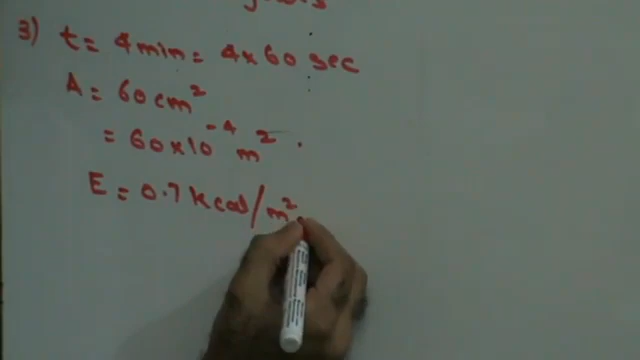 3) t = 4 min = 4 × 60 sec
A = 60 cm²
= 60 × 10⁻⁴ m² .
E = 0.7 kcal/m².